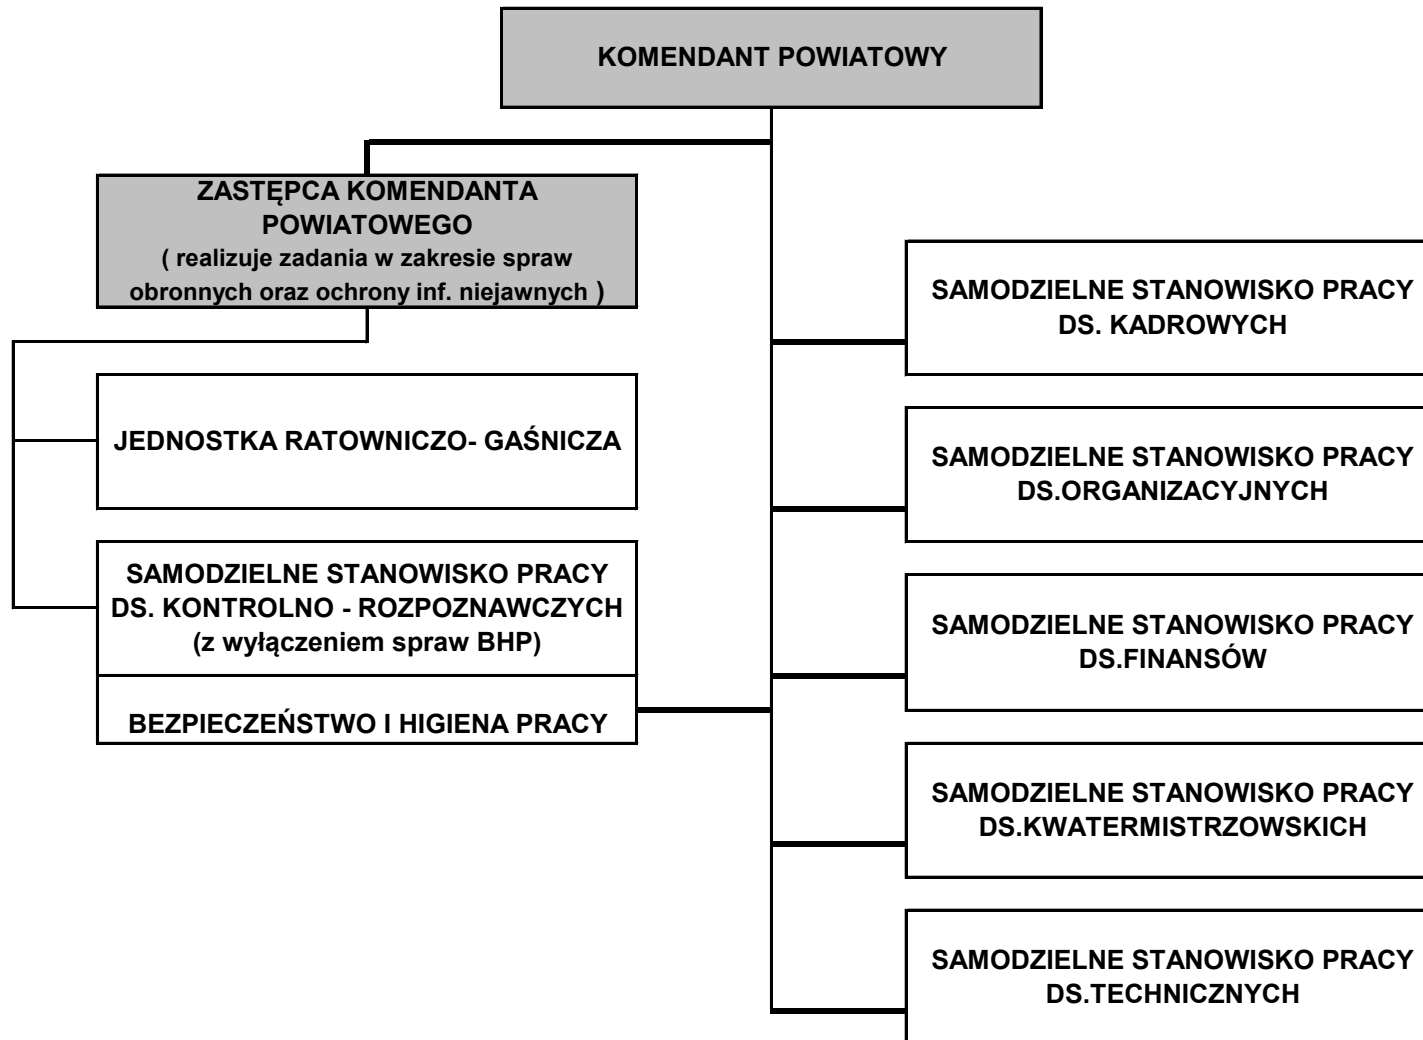 KOMENDANT POWIATOWY
ZASTĘPCA KOMENDANTA
POWIATOWEGO
( realizuje zadania w zakresie spraw
obronnych oraz ochrony inf. niejawnych )
JEDNOSTKA RATOWNICZO- GAŚNICZA
SAMODZIELNE STANOWISKO PRACY
DS. KONTROLNO - ROZPOZNAWCZYCH
(z wyłączeniem spraw BHP)
BEZPIECZEŃSTWO I HIGIENA PRACY
SAMODZIELNE STANOWISKO PRACY
DS. KADROWYCH
SAMODZIELNE STANOWISKO PRACY
DS.ORGANIZACYJNYCH
SAMODZIELNE STANOWISKO PRACY
DS.FINANSÓW
SAMODZIELNE STANOWISKO PRACY
DS.KWATERMISTRZOWSKICH
SAMODZIELNE STANOWISKO PRACY
DS.TECHNICZNYCH